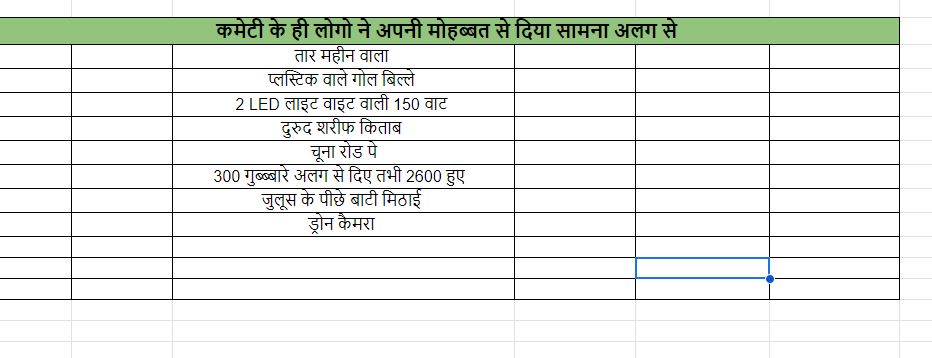 कमेटी के ही लोगो ने अपनी मोहब्बत से दिया सामना अलग से
तार महीन वाला
प्लस्टिक वाले गोल बिल्ले
2 LED लाइट वाइट वाली 150 वाट
दुरुद शरीफ किताब
चूना रोड पे
300 गुब्ब्बारे अलग से दिए तभी 2600 हुए
जुलूस के पीछे बाटी मिठाई
ड्रोन कैमरा